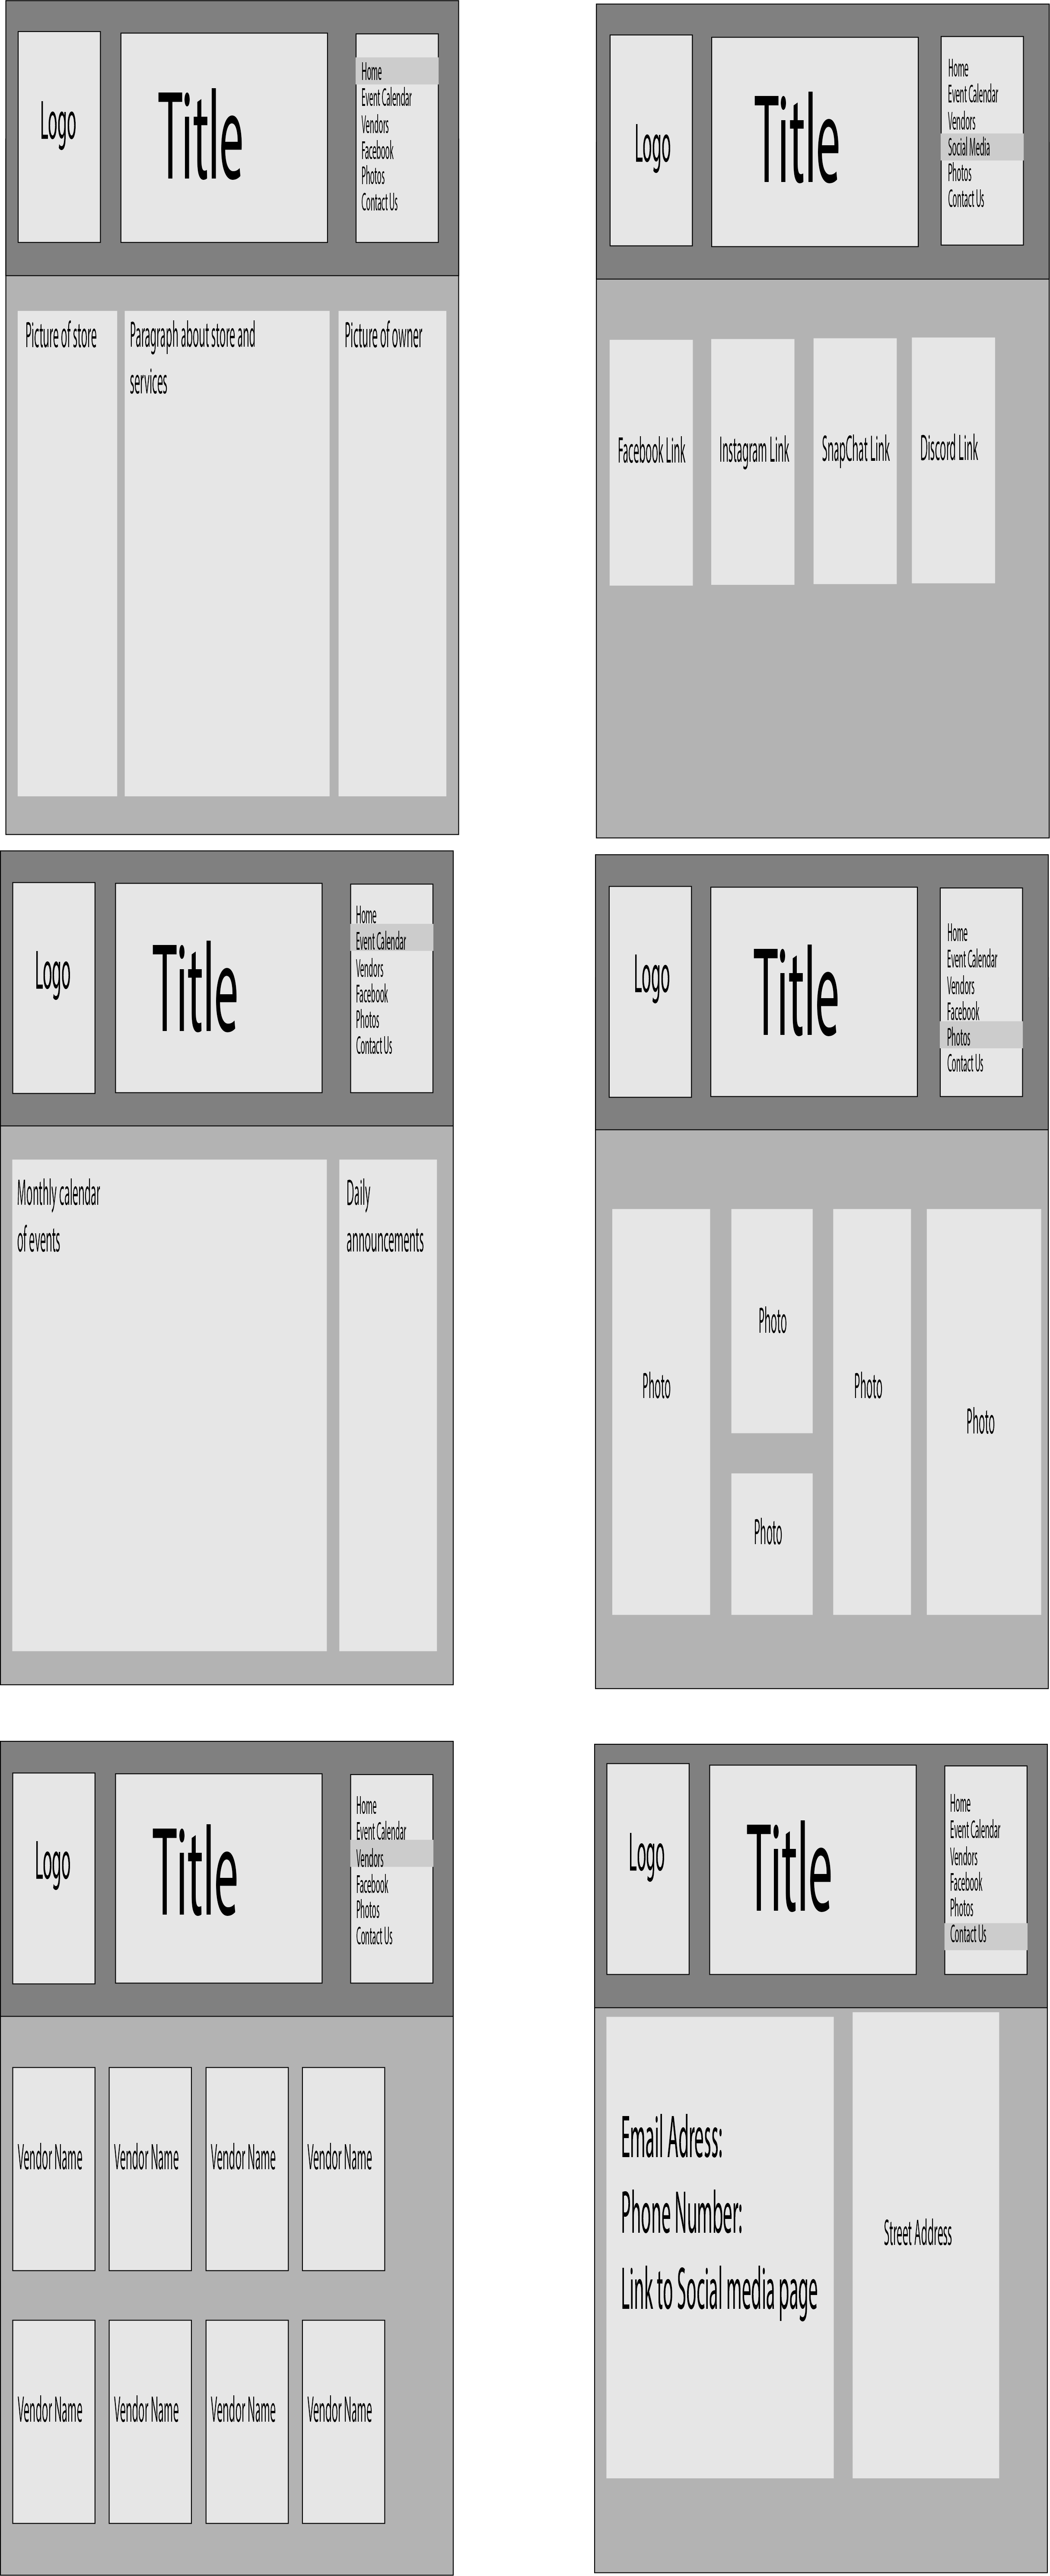 Logo
Title
Home
Event Calendar
Vendors
Facebook
Photos
Contact Us
Picture of store
Paragraph about store and
services
Picture of owner
Logo
Title
Home
Event Calendar
Vendors
Social Media
Photos
Contact Us
Facebook Link
Instagram Link
SnapChat Link
Discord Link
Logo
Title
Home
Event Calendar
Vendors
Facebook
Photos
Contact Us
Monthly calendar
of events
Daily
announcements
Logo
Title
Home
Event Calendar
Vendors
Facebook
Photos
Contact Us
Photo
Photo
Photo
Photo
Photo
Logo
Title
Home
Event Calendar
Vendors
Facebook
Photos
Contact Us
Vendor Name
Vendor Name
Vendor Name
Vendor Name
Vendor Name
Vendor Name
Vendor Name
Vendor Name
Logo
Title
Home
Event Calendar
Vendors
Facebook
Photos
Contact Us
Email Adress:
Phone Number:
Link to Social media page
Street Address